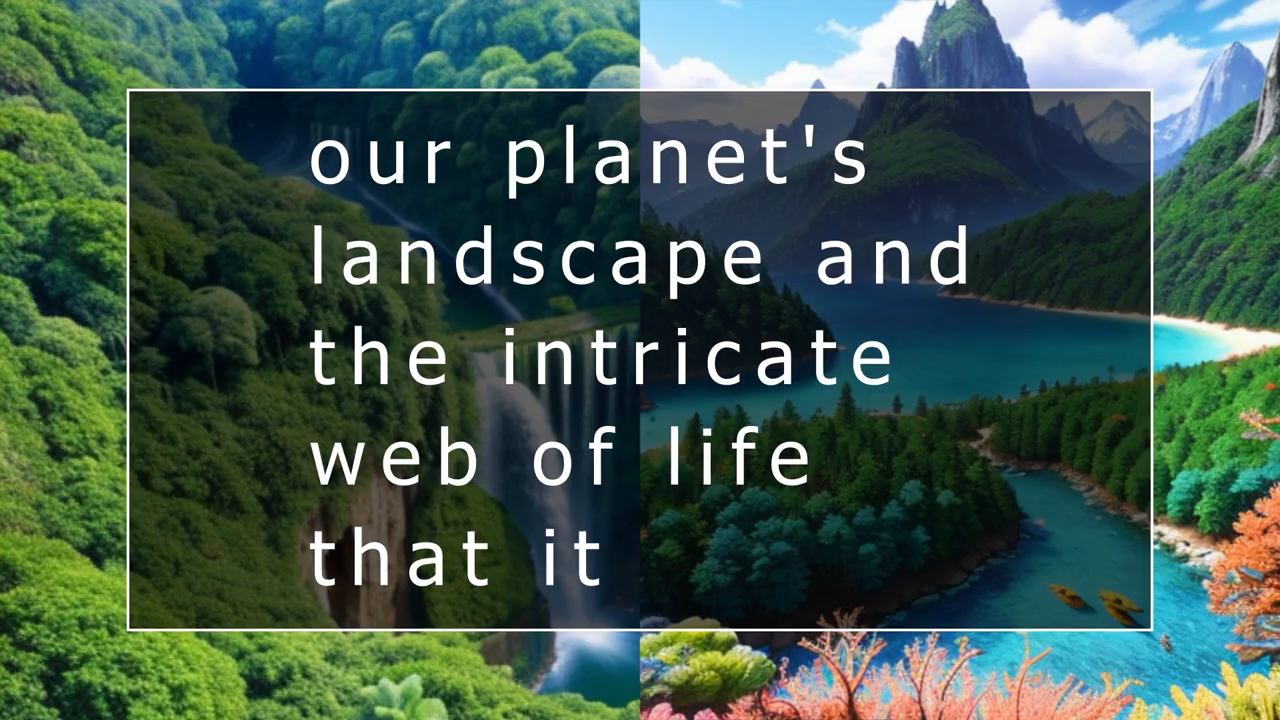 our planet's
landscape and
the intricate
web of life
that it